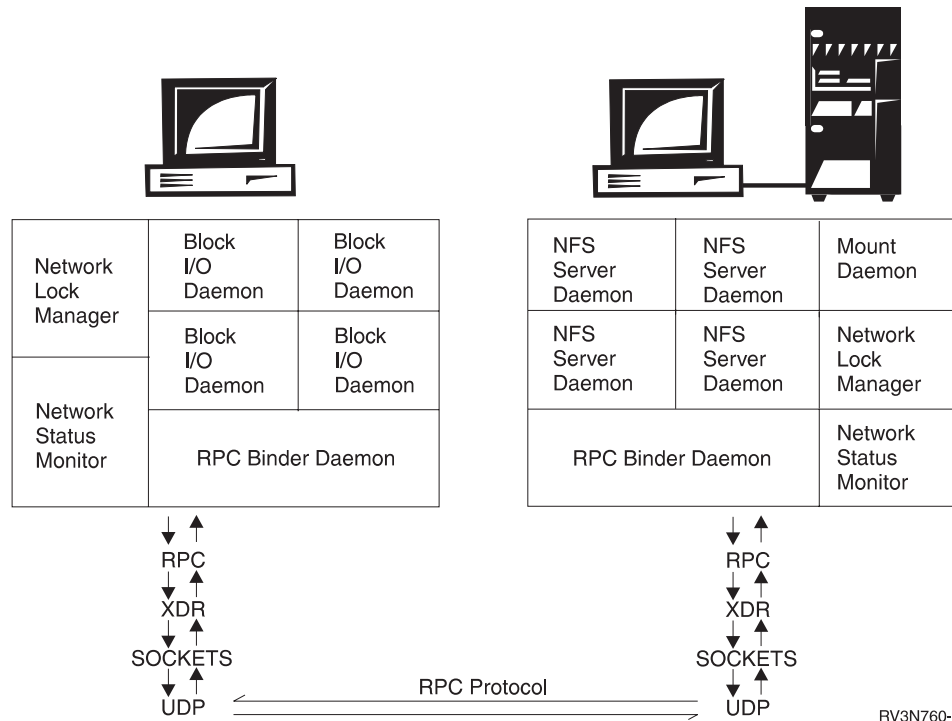 Network
Lock
Manager
Block
I/O
Daemon
Block
I/O
Daemon
Block
I/O
Daemon
Block
I/O
Daemon
Network
Status
Monitor
RPC Binder Daemon
NFS
Server
Daemon
NFS
Server
Daemon
Mount
Daemon
NFS
Server
Daemon
NFS
Server
Daemon
Network
Lock
Manager
RPC Binder Daemon
Network
Status
Monitor
RPC
XDR
SOCKETS
UDP
RPC
XDR
SOCKETS
UDP
RPC Protocol
RV3N760-